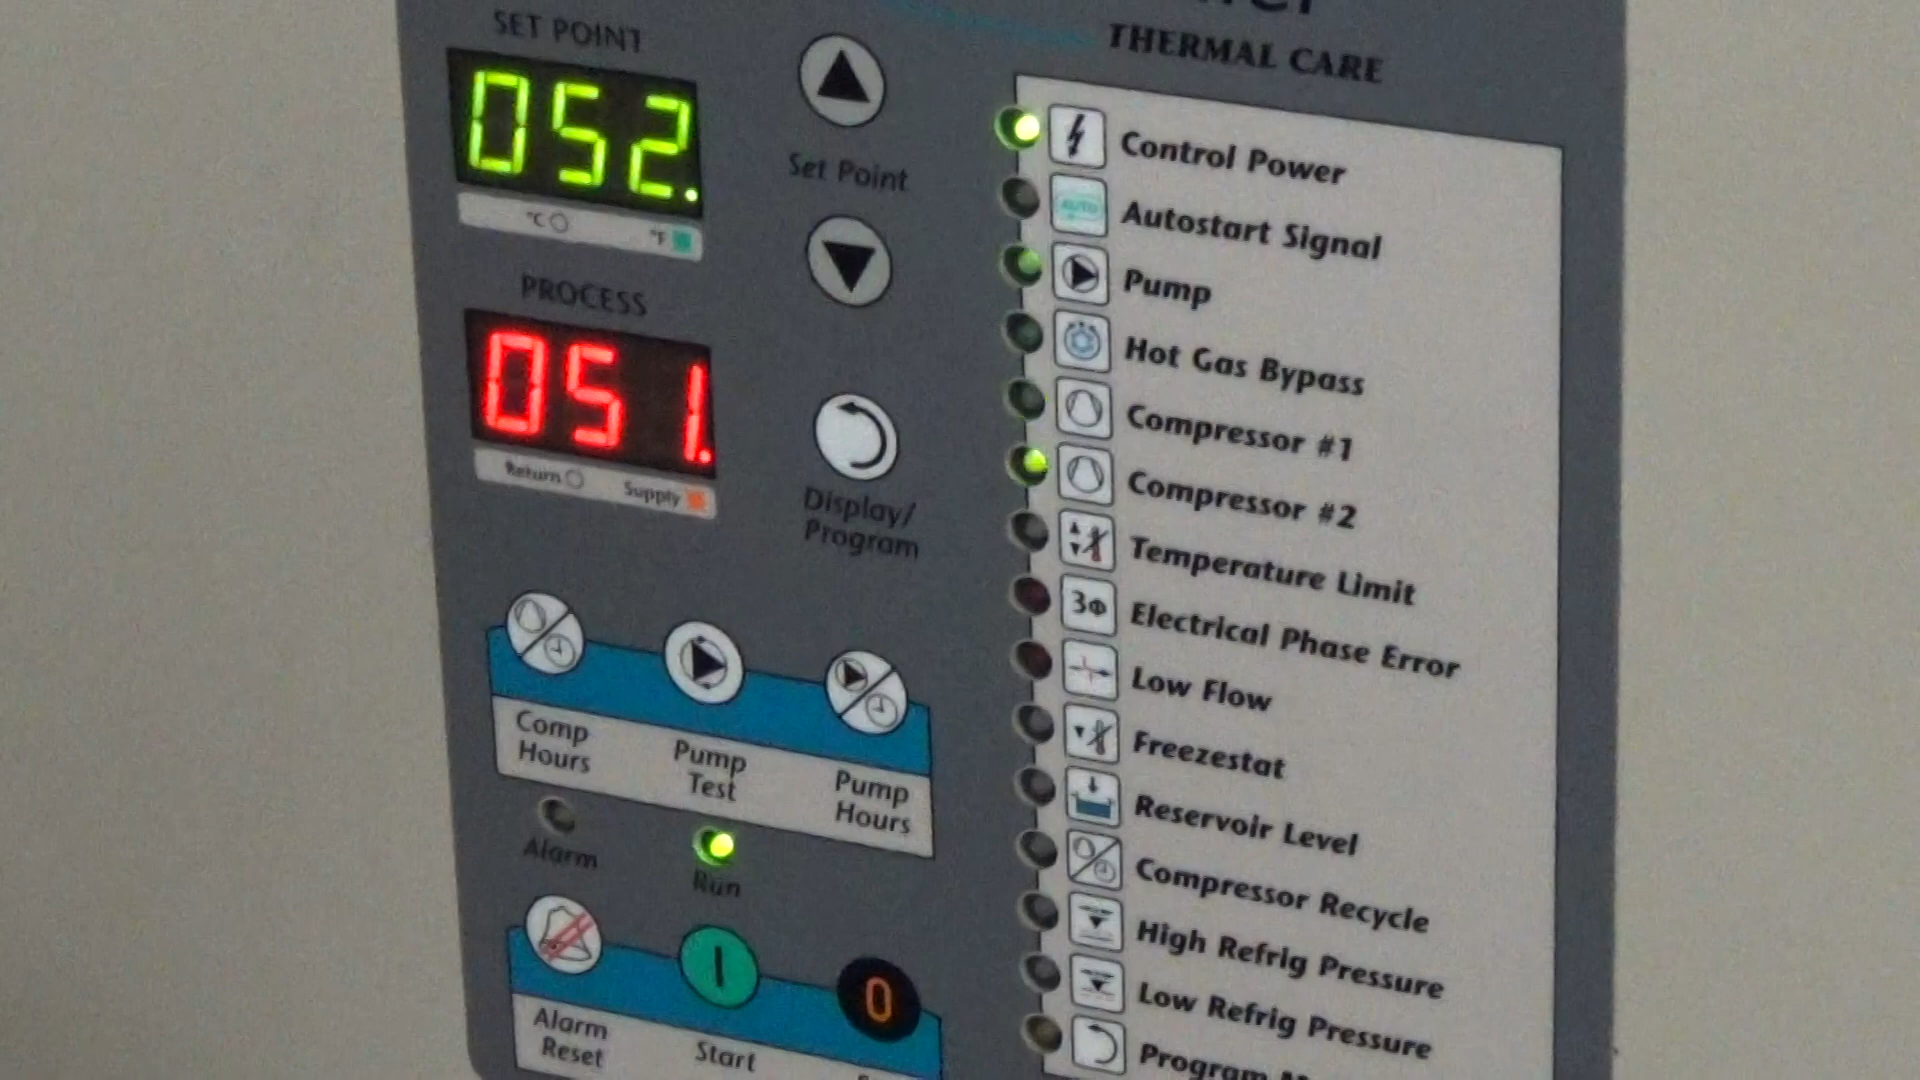 THERMAL CARE
SET POINT
052.
°C
°F
Set Point
PROCESS
051.
Return
Supply
Display/
Program
Comp
Hours
Pump
Test
Pump
Hours
Alarm
Run
Alarm
Reset
I
Start
0
Control Power
AUTO
Autostart Signal
Pump
Hot Gas Bypass
Compressor #1
Compressor #2
Temperature Limit
3Φ
Electrical Phase Error
Low Flow
Freezestat
Reservoir Level
Compressor Recycle
High Refrig Pressure
Low Refrig Pressure
Program